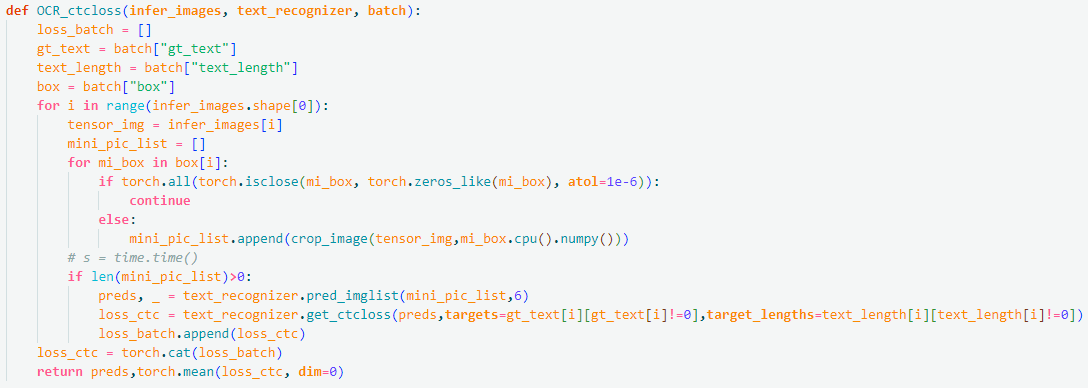 def OCR_ctcloss(infer_images, text_recognizer, batch):
    loss_batch = []
    gt_text = batch["gt_text"]
    text_length = batch["text_length"]
    box = batch["box"]
    for i in range(infer_images.shape[0]):
        tensor_img = infer_images[i]
        mini_pic_list = []
        for mi_box in box[i]:
            if torch.all(torch.isclose(mi_box, torch.zeros_like(mi_box), atol=1e-6)):
                continue
            else:
                mini_pic_list.append(crop_image(tensor_img,mi_box.cpu().numpy()))
        # s = time.time()
        if len(mini_pic_list)>0:
            preds, _ = text_recognizer.pred_imglist(mini_pic_list,6)
            loss_ctc = text_recognizer.get_ctcloss(preds,targets=gt_text[i][gt_text[i]!=0],target_lengths=text_length[i][text_length[i]!=0])
            loss_batch.append(loss_ctc)
    loss_ctc = torch.cat(loss_batch)
    return preds,torch.mean(loss_ctc, dim=0)